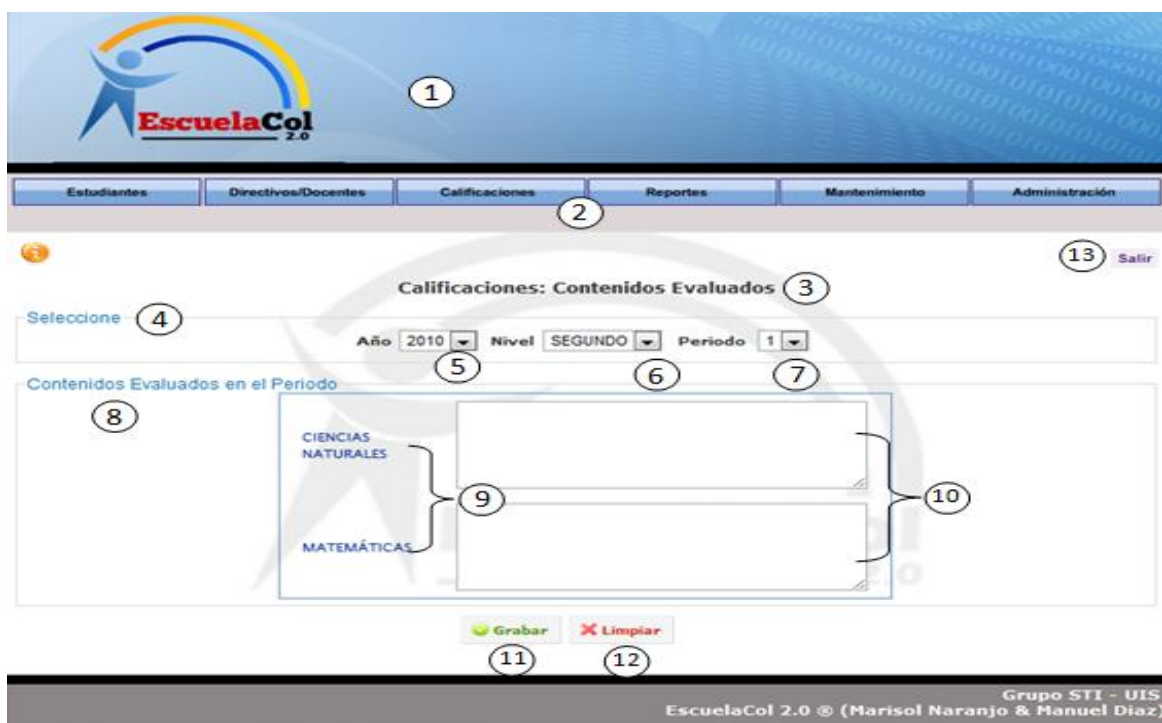 EscuelaCol
2.0
1
Estudiantes Directivos/Docentes Calificaciones Reportes Mantenimiento Administración
2
13 Salir
Calificaciones: Contenidos Evaluados 3
Seleccione 4
Año 2010 Nivel SEGUNDO Periodo 1
5 6 7
Contenidos Evaluados en el Periodo
8
CIENCIAS
NATURALES
9 10
MATEMÁTICAS
Grabar Limpiar
11 12
Grupo STI - UIS
EscuelaCol 2.0 ® (Marisol Naranjo & Manuel Diaz)